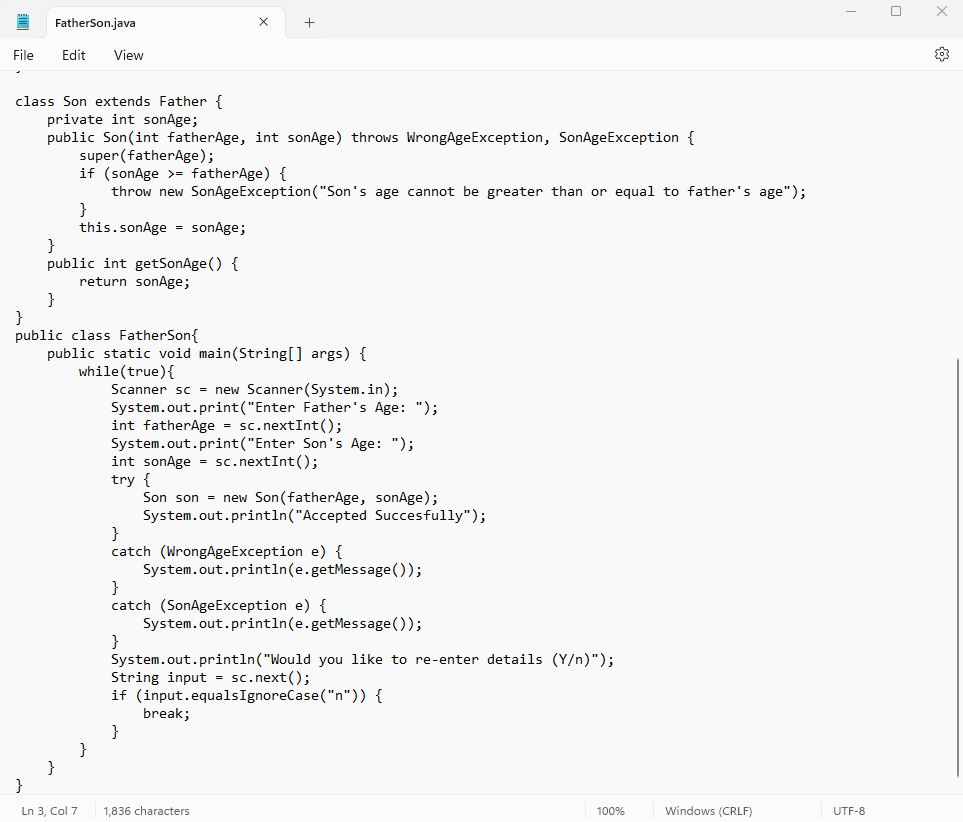 FatherSon.java
File Edit View
class Son extends Father {
    private int sonAge;
    public Son(int fatherAge, int sonAge) throws WrongAgeException, SonAgeException {
        super(fatherAge);
        if (sonAge >= fatherAge) {
            throw new SonAgeException("Son's age cannot be greater than or equal to father's age");
        }
        this.sonAge = sonAge;
    }
    public int getSonAge() {
        return sonAge;
    }
}
public class FatherSon{
    public static void main(String[] args) {
        while(true){
            Scanner sc = new Scanner(System.in);
            System.out.print("Enter Father's Age: ");
            int fatherAge = sc.nextInt();
            System.out.print("Enter Son's Age: ");
            int sonAge = sc.nextInt();
            try {
                Son son = new Son(fatherAge, sonAge);
                System.out.println("Accepted Succesfully");
            }
            catch (WrongAgeException e) {
                System.out.println(e.getMessage());
            }
            catch (SonAgeException e) {
                System.out.println(e.getMessage());
            }
            System.out.println("Would you like to re-enter details (Y/n)");
            String input = sc.next();
            if (input.equalsIgnoreCase("n")) {
                break;
            }
        }
    }
}
Ln 3, Col 7 1,836 characters 100% Windows (CRLF) UTF-8